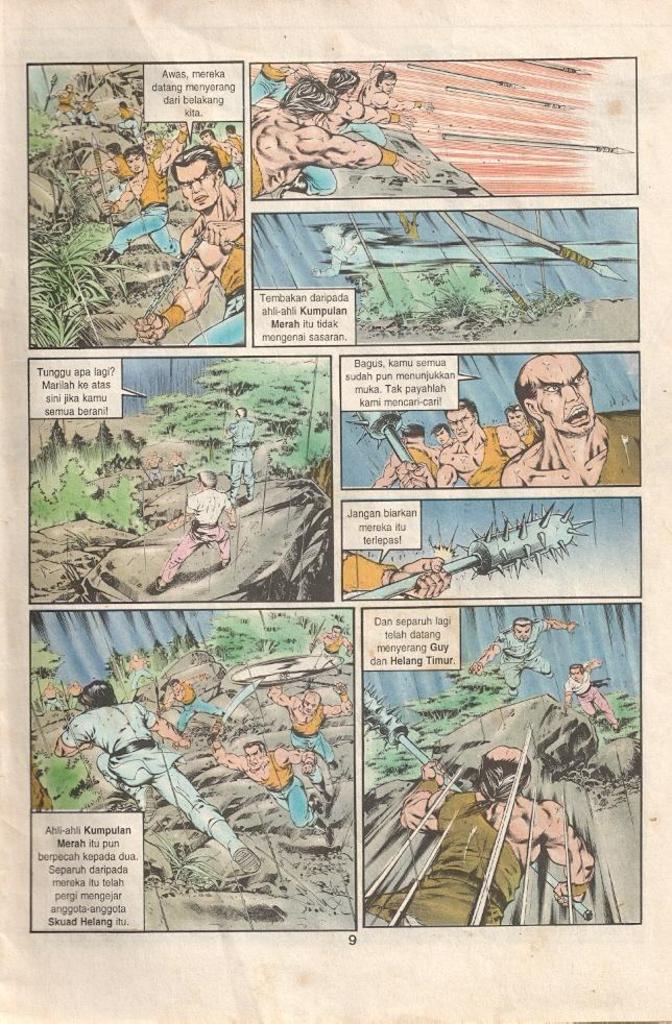 Awas, mereka
datang menyerang
dari belakang
kita.
Tembakan daripada
ahli-ahli Kumpulan
Merah itu tidak
mengenai sasaran.
Tunggu apa lagi?
Marilah ke atas
sini jika kamu
semua berani!
Bagus, kamu semua
sudah pun menunjukkan
muka. Tak payahlah
kami mencari-cari!
Jangan biarkan
mereka itu
terlepas!
Ahli-ahli Kumpulan
Merah itu pun
berpecah kepada dua.
Separuh daripada
mereka itu telah
pergi mengejar
anggota-anggota
Skuad Helang itu.
Dan separuh lagi
telah datang
menyerang Guy
dan Helang Timur.
9